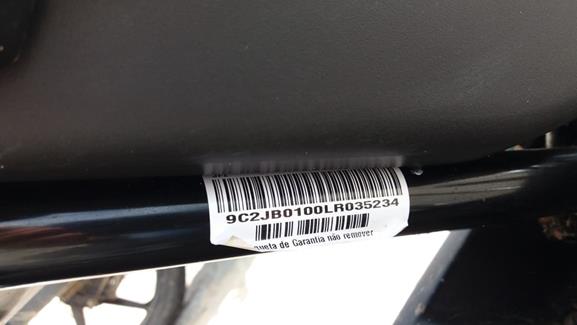 9C2JB0100LR035234
queta de Garantia não remover